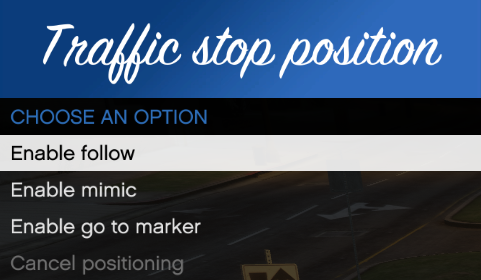 Traffic stop position
CHOOSE AN OPTION
Enable follow
Enable mimic
Enable go to marker
Cancel positioning